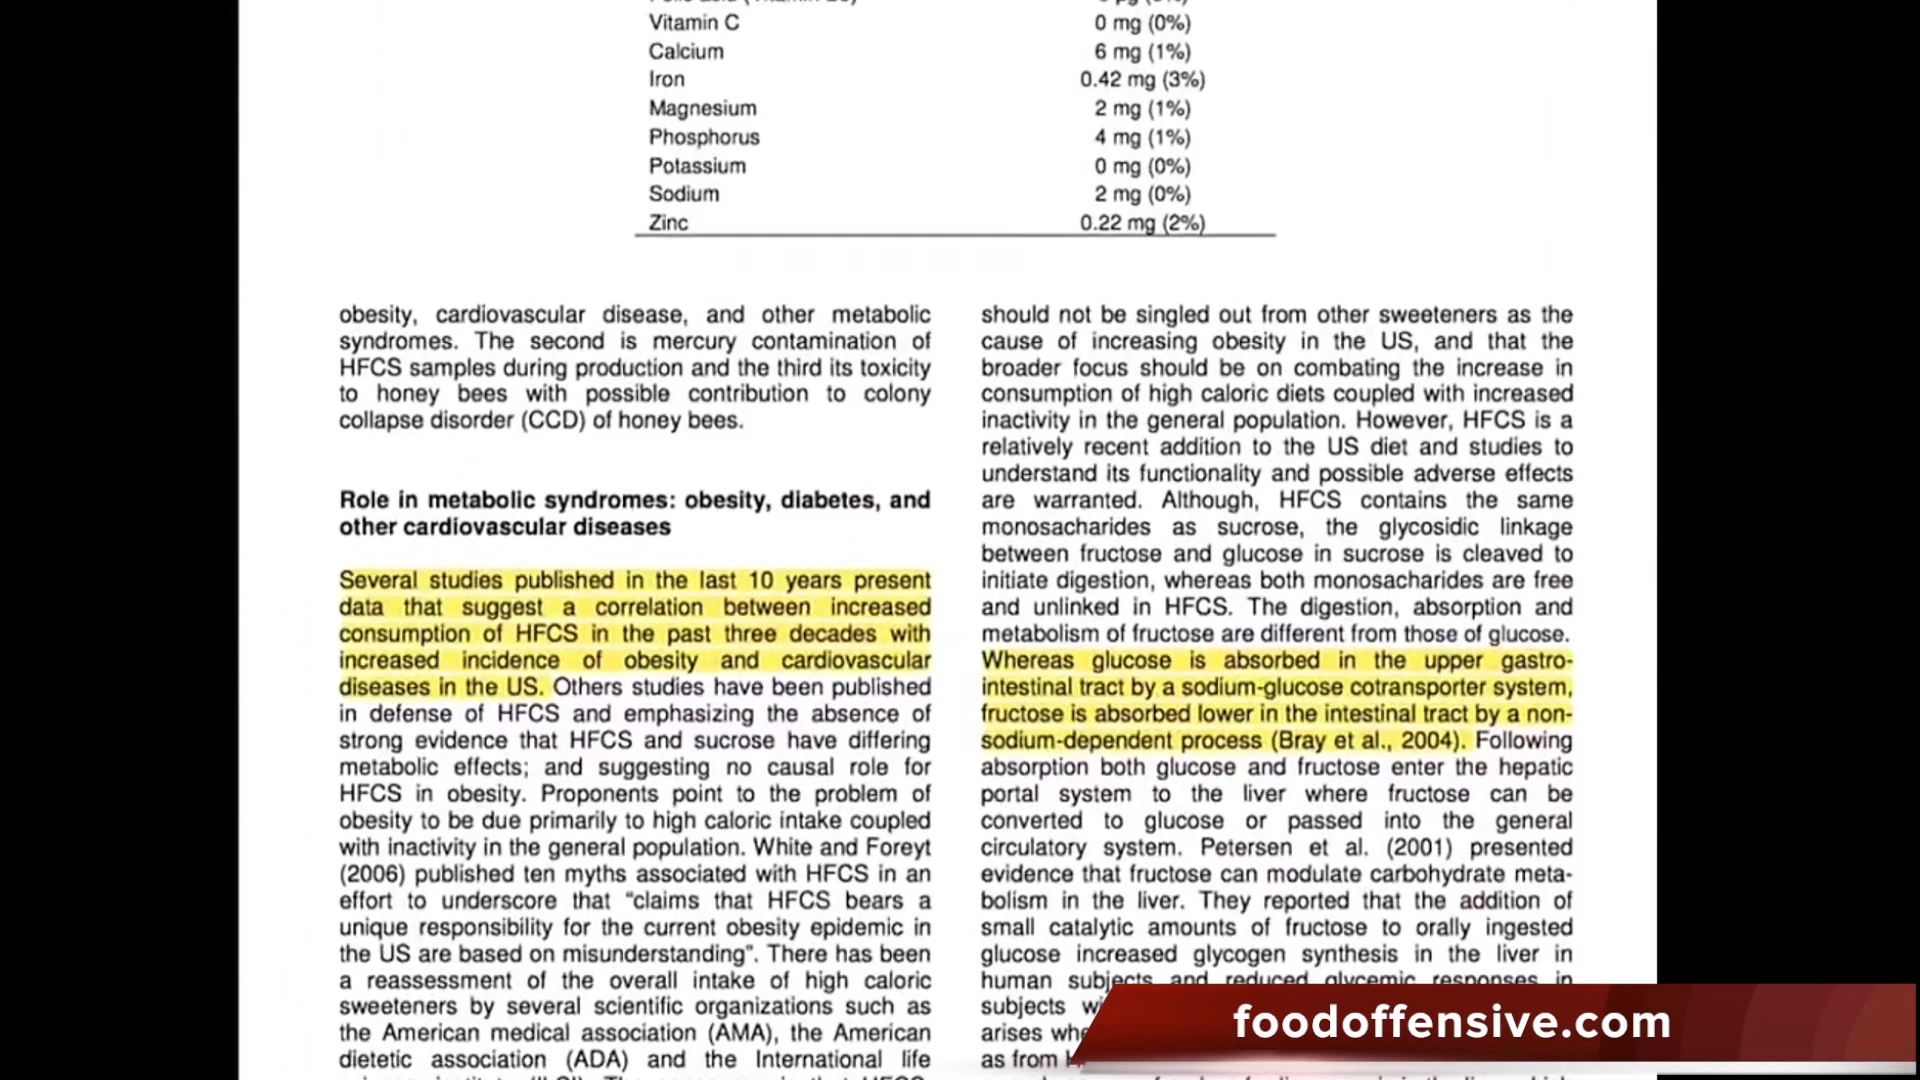 Vitamin C 0 mg (0%)
Calcium 6 mg (1%)
Iron 0.42 mg (3%)
Magnesium 2 mg (1%)
Phosphorus 4 mg (1%)
Potassium 0 mg (0%)
Sodium 2 mg (0%)
Zinc 0.22 mg (2%)
obesity, cardiovascular disease, and other metabolic
syndromes. The second is mercury contamination of
HFCS samples during production and the third its toxicity
to honey bees with possible contribution to colony
collapse disorder (CCD) of honey bees.
Role in metabolic syndromes: obesity, diabetes, and
other cardiovascular diseases
Several studies published in the last 10 years present
data that suggest a correlation between increased
consumption of HFCS in the past three decades with
increased incidence of obesity and cardiovascular
diseases in the US. Others studies have been published
in defense of HFCS and emphasizing the absence of
strong evidence that HFCS and sucrose have differing
metabolic effects; and suggesting no causal role for
HFCS in obesity. Proponents point to the problem of
obesity to be due primarily to high caloric intake coupled
with inactivity in the general population. White and Foreyt
(2006) published ten myths associated with HFCS in an
effort to underscore that "claims that HFCS bears a
unique responsibility for the current obesity epidemic in
the US are based on misunderstanding". There has been
a reassessment of the overall intake of high caloric
sweeteners by several scientific organizations such as
the American medical association (AMA), the American
dietetic association (ADA) and the International life
should not be singled out from other sweeteners as the
cause of increasing obesity in the US, and that the
broader focus should be on combating the increase in
consumption of high caloric diets coupled with increased
inactivity in the general population. However, HFCS is a
relatively recent addition to the US diet and studies to
understand its functionality and possible adverse effects
are warranted. Although, HFCS contains the same
monosacharides as sucrose, the glycosidic linkage
between fructose and glucose in sucrose is cleaved to
initiate digestion, whereas both monosacharides are free
and unlinked in HFCS. The digestion, absorption and
metabolism of fructose are different from those of glucose.
Whereas glucose is absorbed in the upper gastro-
intestinal tract by a sodium-glucose cotransporter system,
fructose is absorbed lower in the intestinal tract by a non-
sodium-dependent process (Bray et al., 2004). Following
absorption both glucose and fructose enter the hepatic
portal system to the liver where fructose can be
converted to glucose or passed into the general
circulatory system. Petersen et al. (2001) presented
evidence that fructose can modulate carbohydrate meta-
bolism in the liver. They reported that the addition of
small catalytic amounts of fructose to orally ingested
glucose increased glycogen synthesis in the liver in
human subjects and reduced glycemic responses in
subjects
arises
as from
foodoffensive.com